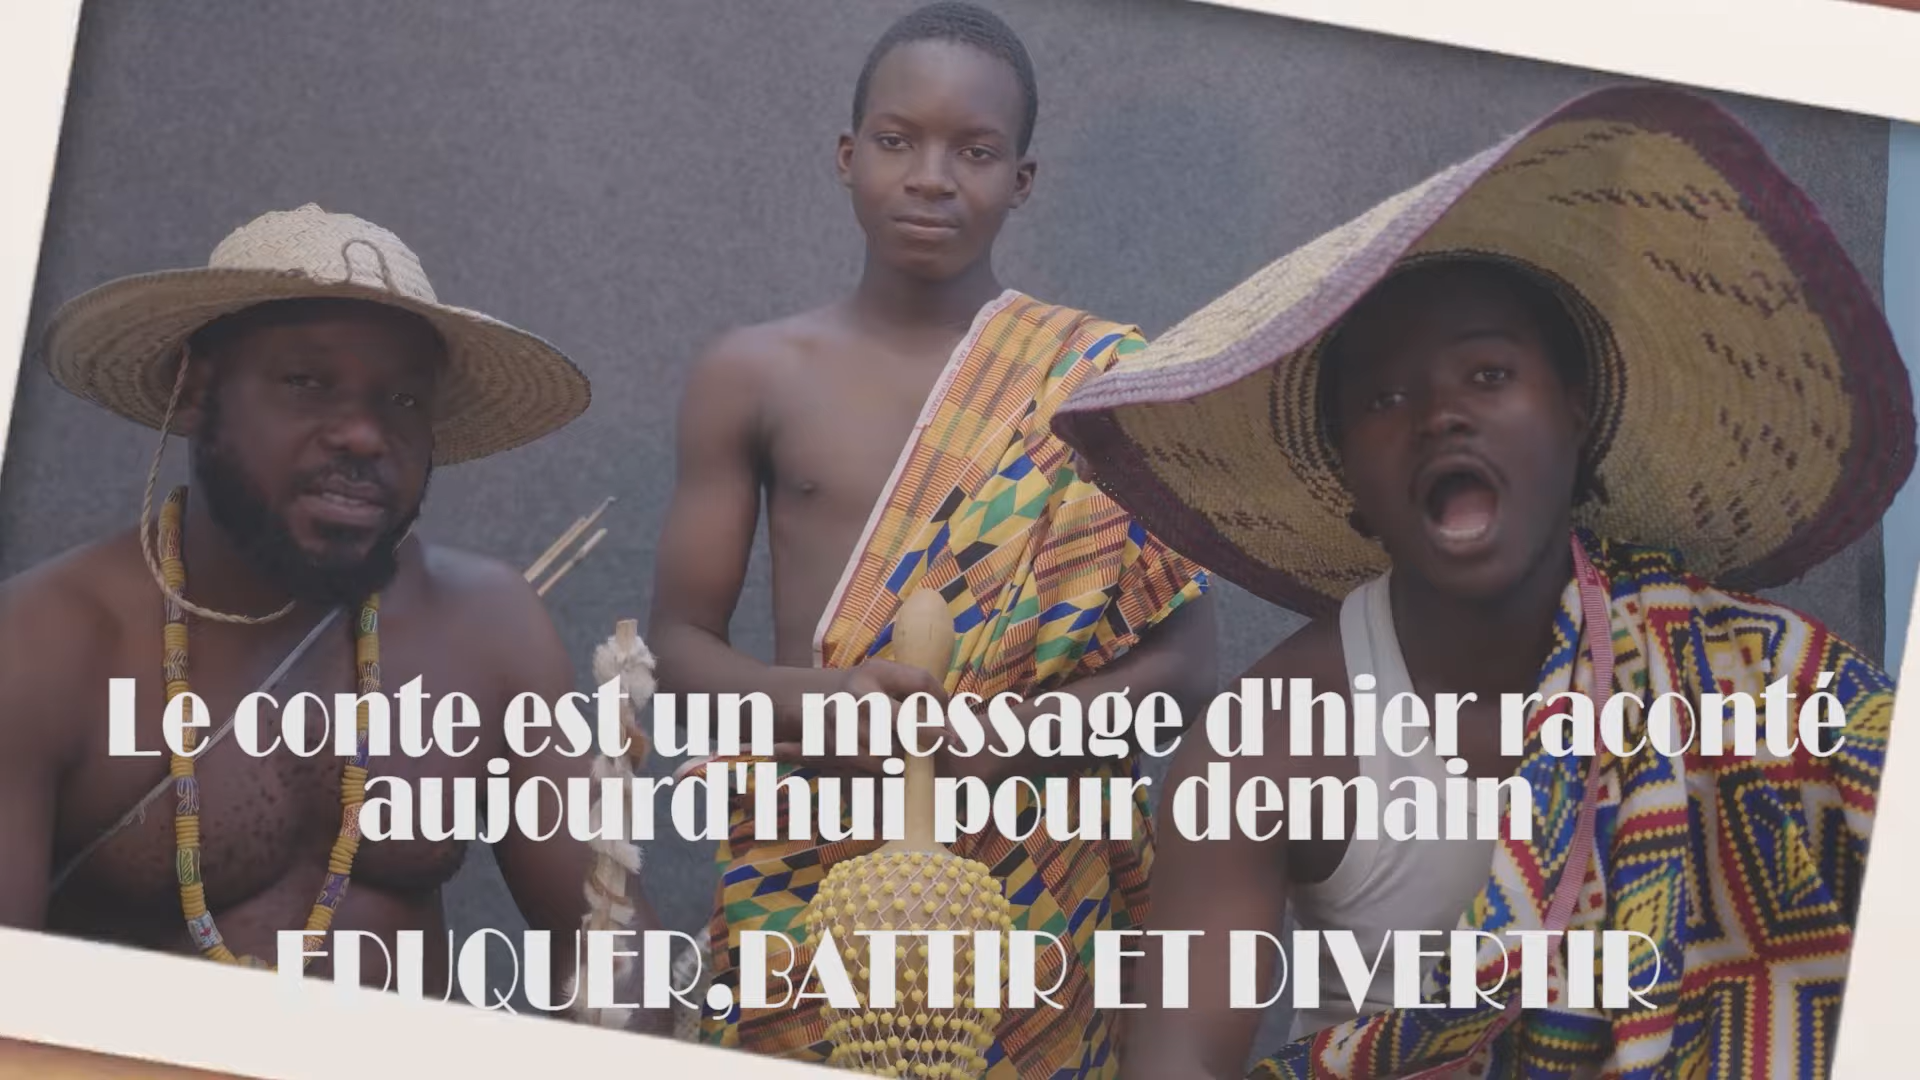 Le conte est un message d'hier raconté
aujourd'hui pour demain
EDUQUER,BATTIR ET DIVERTIR